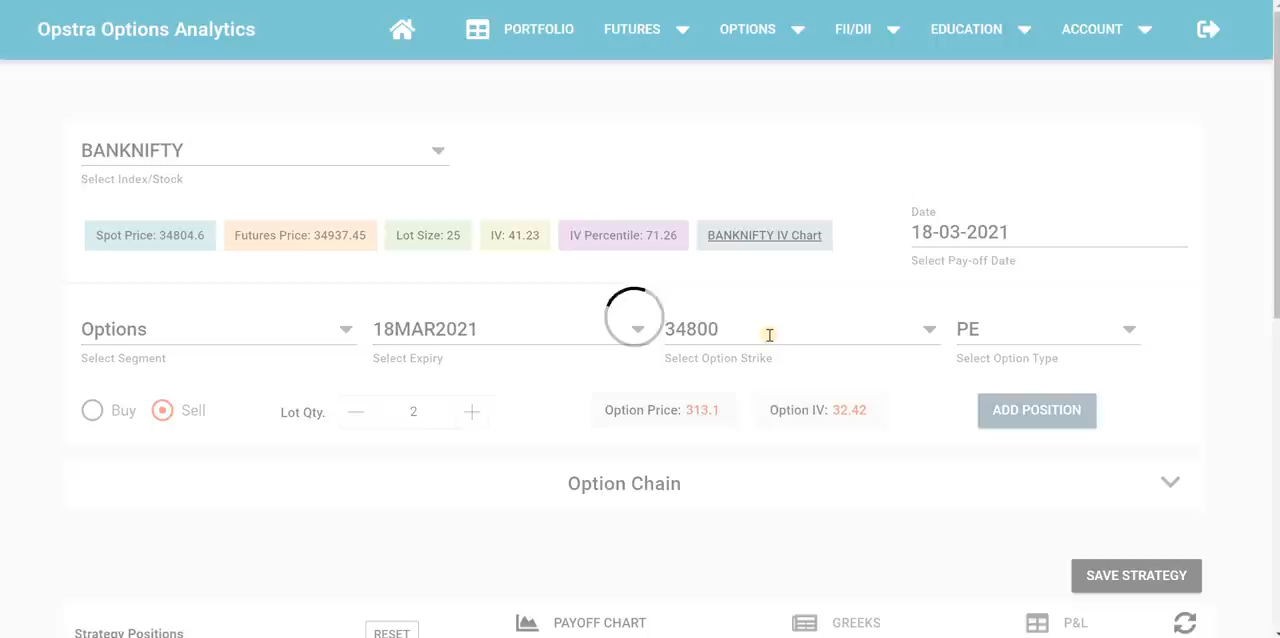 Opstra Options Analytics
PORTFOLIO FUTURES OPTIONS FII/DII EDUCATION ACCOUNT
BANKNIFTY
Select Index/Stock
Date
Spot Price: 34804.6 Futures Price: 34937.45 Lot Size: 25 IV: 41.23 IV Percentile: 71.26 BANKNIFTY IV Chart 18-03-2021
Select Pay-off Date
Options 18MAR2021 34800 PE
Select Segment Select Expiry Select Option Strike Select Option Type
Buy Sell Lot Qty. 2 Option Price: 313.1 Option IV: 32.42 ADD POSITION
Option Chain
SAVE STRATEGY
PAYOFF CHART GREEKS P&L
Strategy Positions RESET